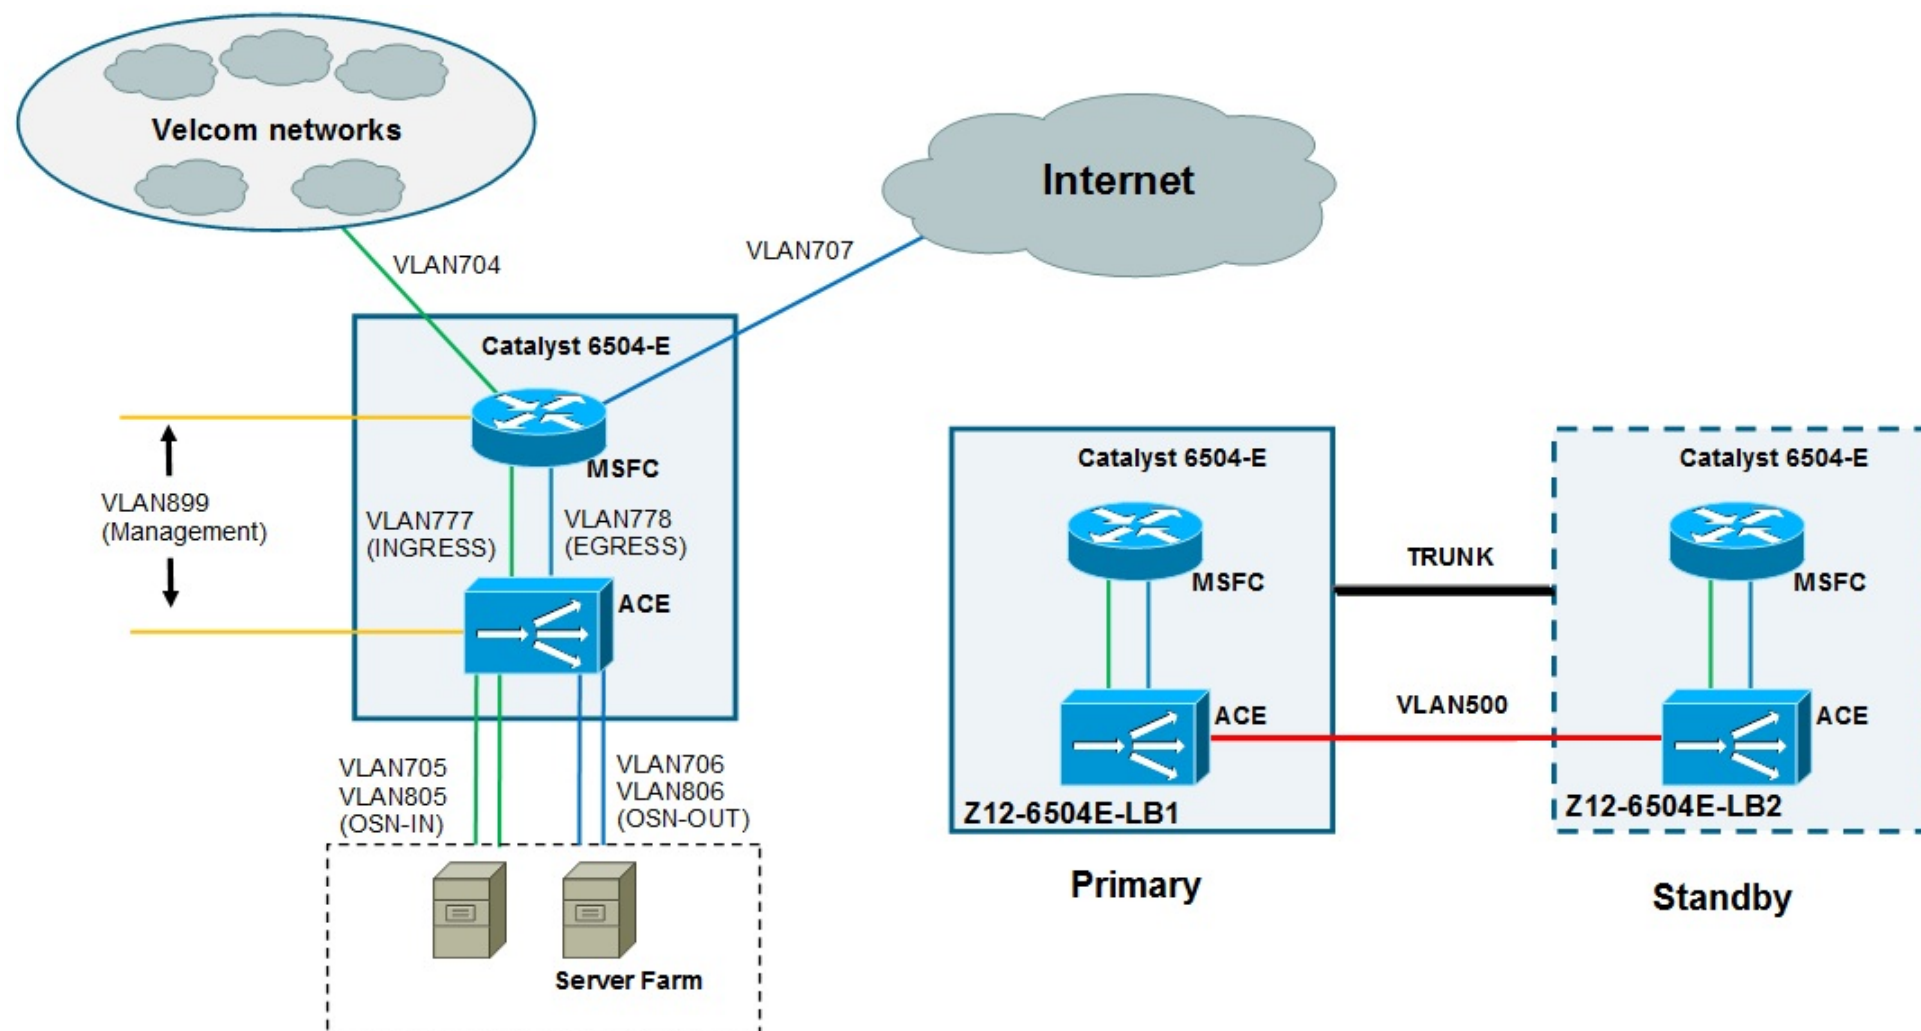 Velcom networks
Internet
VLAN704
VLAN707
Catalyst 6504-E
MSFC
VLAN899
(Management)
VLAN777
(INGRESS)
VLAN778
(EGRESS)
ACE
VLAN705
VLAN805
(OSN-IN)
VLAN706
VLAN806
(OSN-OUT)
Server Farm
Catalyst 6504-E
MSFC
ACE
Z12-6504E-LB1
Primary
TRUNK
VLAN500
Catalyst 6504-E
MSFC
ACE
Z12-6504E-LB2
Standby